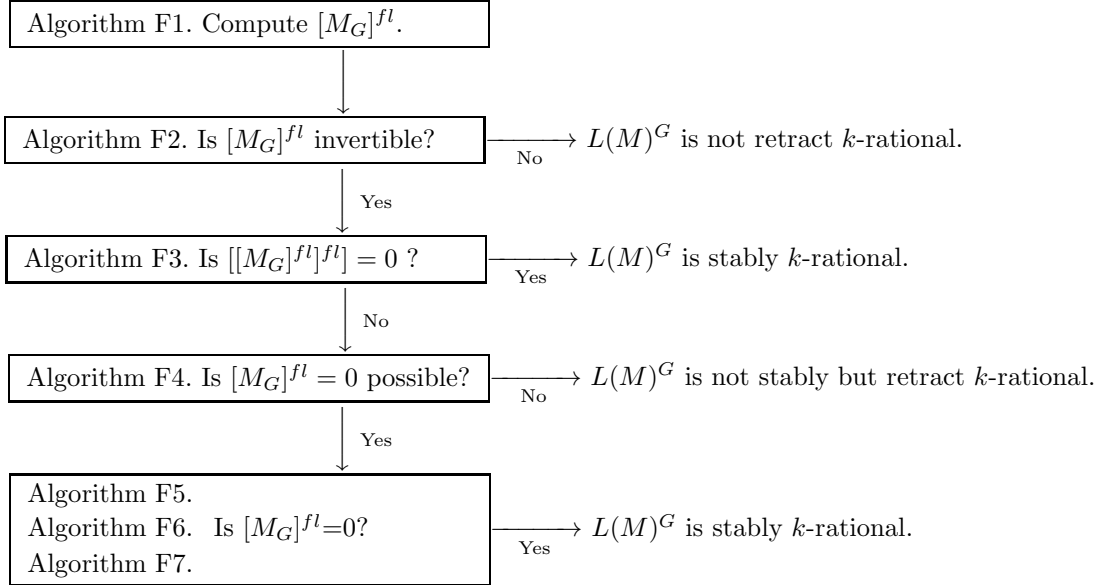 Algorithm F1. Compute $[M_G]^{fl}$.
Algorithm F2. Is $[M_G]^{fl}$ invertible?
No
$L(M)^G$ is not retract $k$-rational.
Yes
Algorithm F3. Is $[[M_G]^{fl}]^{fl}] = 0$ ?
Yes
$L(M)^G$ is stably $k$-rational.
No
Algorithm F4. Is $[M_G]^{fl} = 0$ possible?
No
$L(M)^G$ is not stably but retract $k$-rational.
Yes
Algorithm F5.
Algorithm F6. Is $[M_G]^{fl}$=0?
Yes
$L(M)^G$ is stably $k$-rational.
Algorithm F7.